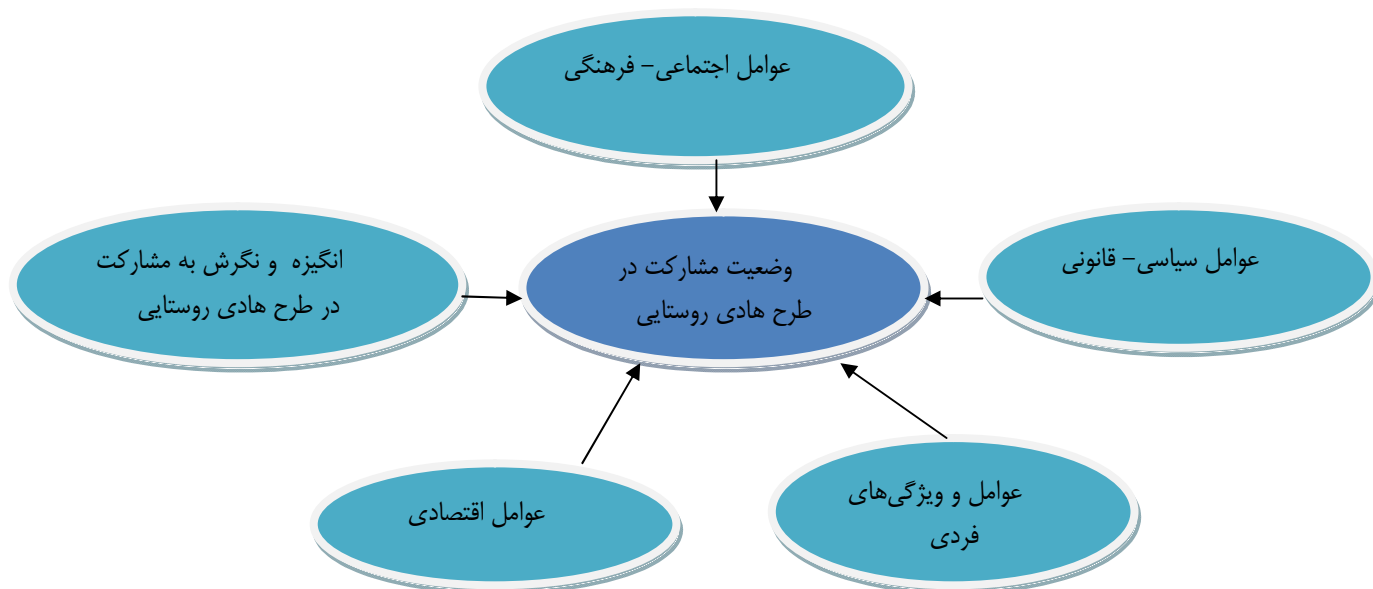 عوامل اجتماعی- فرهنگی
عوامل سیاسی- قانونی
وضعیت مشارکت در
طرح هادی روستایی
انگیزه و نگرش به مشارکت
در طرح هادی روستایی
عوامل و ویژگی‌های
فردی
عوامل اقتصادی